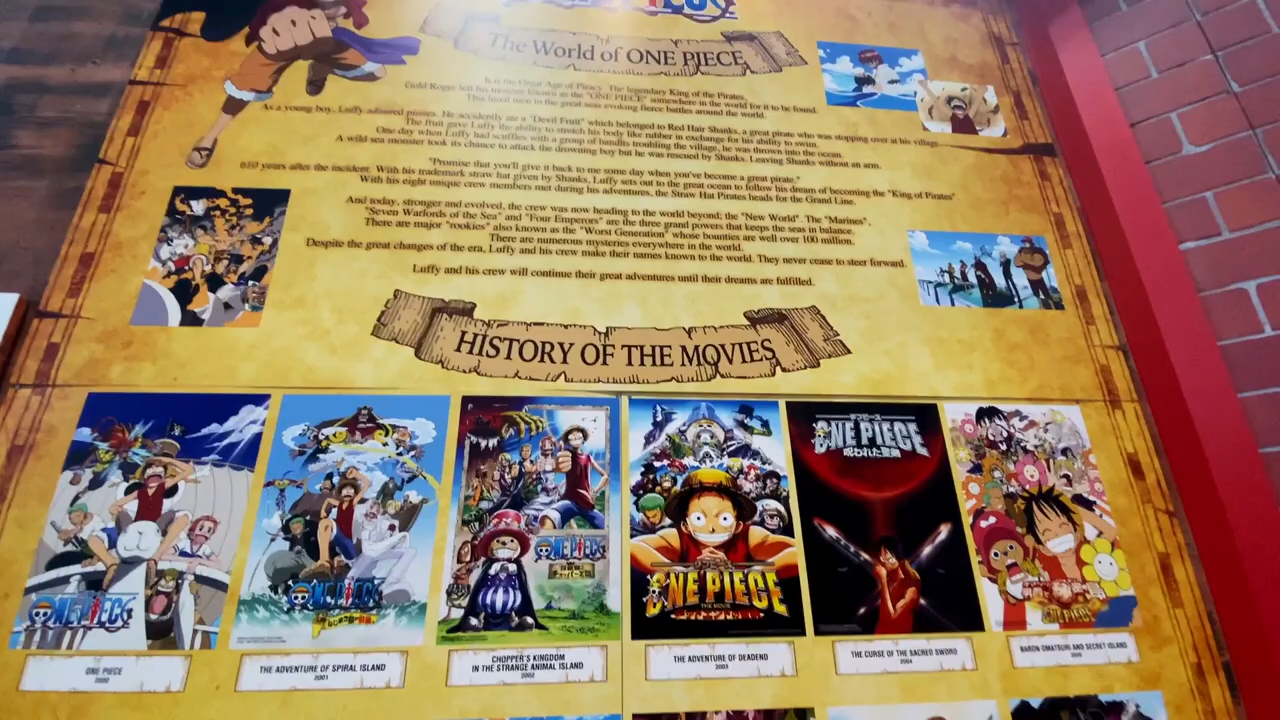 The World of ONE PIECE
It is the Great Age of Piracy. The legendary King of the Pirates,
Gold Roger left his treasure known as the "ONE PIECE" somewhere in the world for it to be found.
This lured men to the great seas evoking fierce battles around the world.
As a young boy, Luffy admired pirates. He accidently ate a "Devil Fruit" which belonged to Red Hair Shanks, a great pirate who was stopping over at his village.
The fruit gave Luffy the ability to stretch his body like rubber in exchange for his ability to swim.
One day when Luffy had scuffles with a group of bandits troubling the village, he was thrown into the ocean.
A wild sea monster took its chance to attack the drowning boy but he was rescued by Shanks. Leaving Shanks without an arm.
"Promise that you'll give it back to me some day when you've become a great pirate."
years after the incident. With his trademark straw hat given by Shanks, Luffy sets out to the great ocean to follow his dream of becoming the "King of Pirates"
With his eight unique crew members met during his adventures, the Straw Hat Pirates heads for the Grand Line.
And today, stronger and evolved, the crew was now heading to the world beyond; the "New World". The "Marines",
"Seven Warfords of the Sea" and "Four Emperors" are the three grand powers that keeps the seas in balance.
There are major "rookies" also known as the "Worst Generation" whose bounties are well over 100 million.
There are numerous mysteries everywhere in the world.
Despite the great changes of the era, Luffy and his crew make their names known to the world. They never cease to steer forward.
Luffy and his crew will continue their great adventures until their dreams are fulfilled.
HISTORY OF THE MOVIES
ONE PIECE
ONE PIECE
ONE PIECE
ONE PIECE
THE MOVIE
ONE PIECE
呪われた聖剣
ONE PIECE
ONE PIECE
2000
THE ADVENTURE OF SPIRAL ISLAND
2001
CHOPPER'S KINGDOM
IN THE STRANGE ANIMAL ISLAND
2002
THE ADVENTURE OF DEADEND
2003
THE CURSE OF THE SACRED SWORD
2004
BARON OMATSURI AND SECRET ISLAND
2005